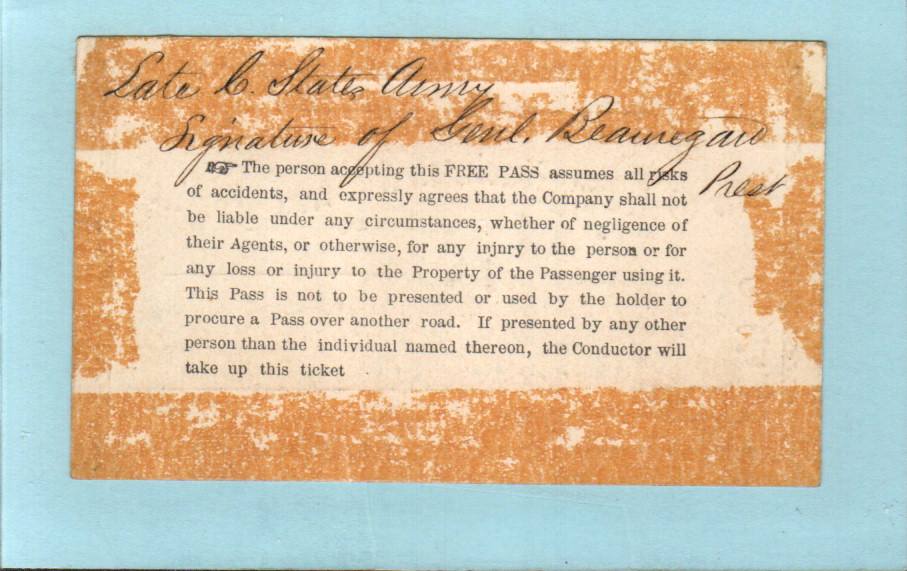 Late C. States Army
Signature of Genl. Beauregard
Prest
☞ The person accepting this FREE PASS assumes all risks
of accidents, and expressly agrees that the Company shall not
be liable under any circumstances, whether of negligence of
their Agents, or otherwise, for any injnry to the person or for
any loss or injury to the Property of the Passenger using it.
This Pass is not to be presented or used by the holder to
procure a Pass over another road. If presented by any other
person than the individual named thereon, the Conductor will
take up this ticket